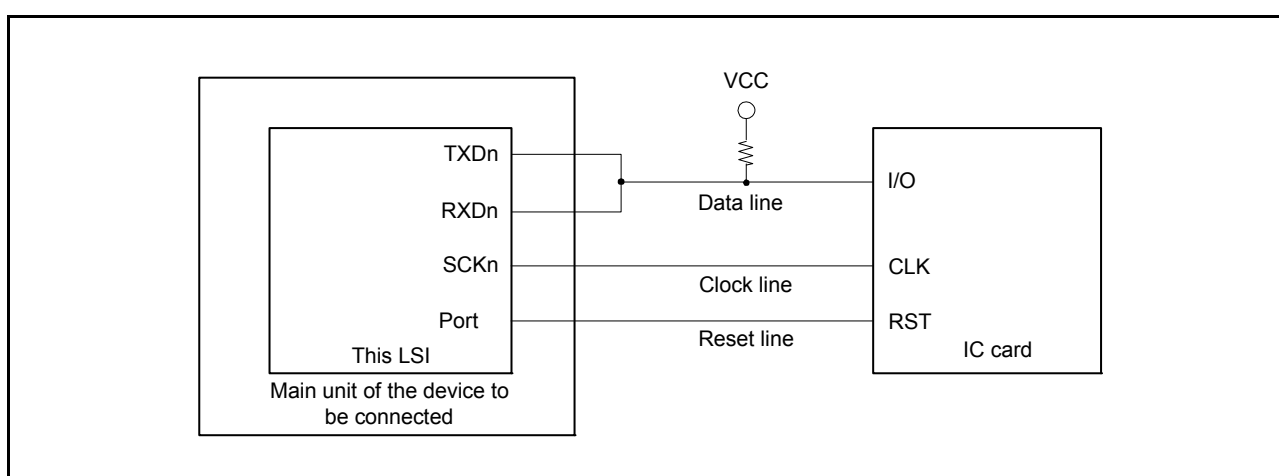 VCC
TXDn
I/O
Data line
RXDn
SCKn
CLK
Clock line
Port
RST
Reset line
This LSI
IC card
Main unit of the device to
be connected